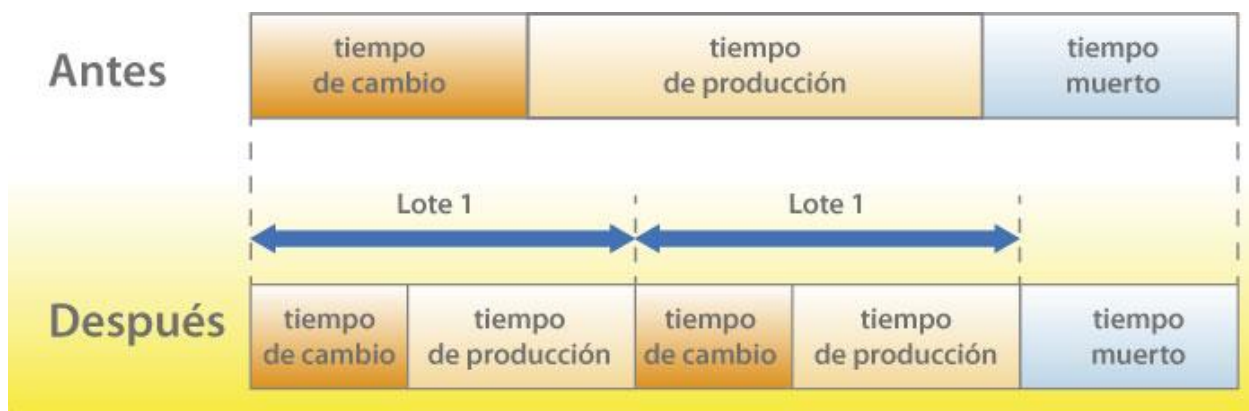 Antes
tiempo
de cambio
tiempo
de producción
tiempo
muerto
Lote 1
Lote 1
Después
tiempo
de cambio
tiempo
de producción
tiempo
de cambio
tiempo
de producción
tiempo
muerto